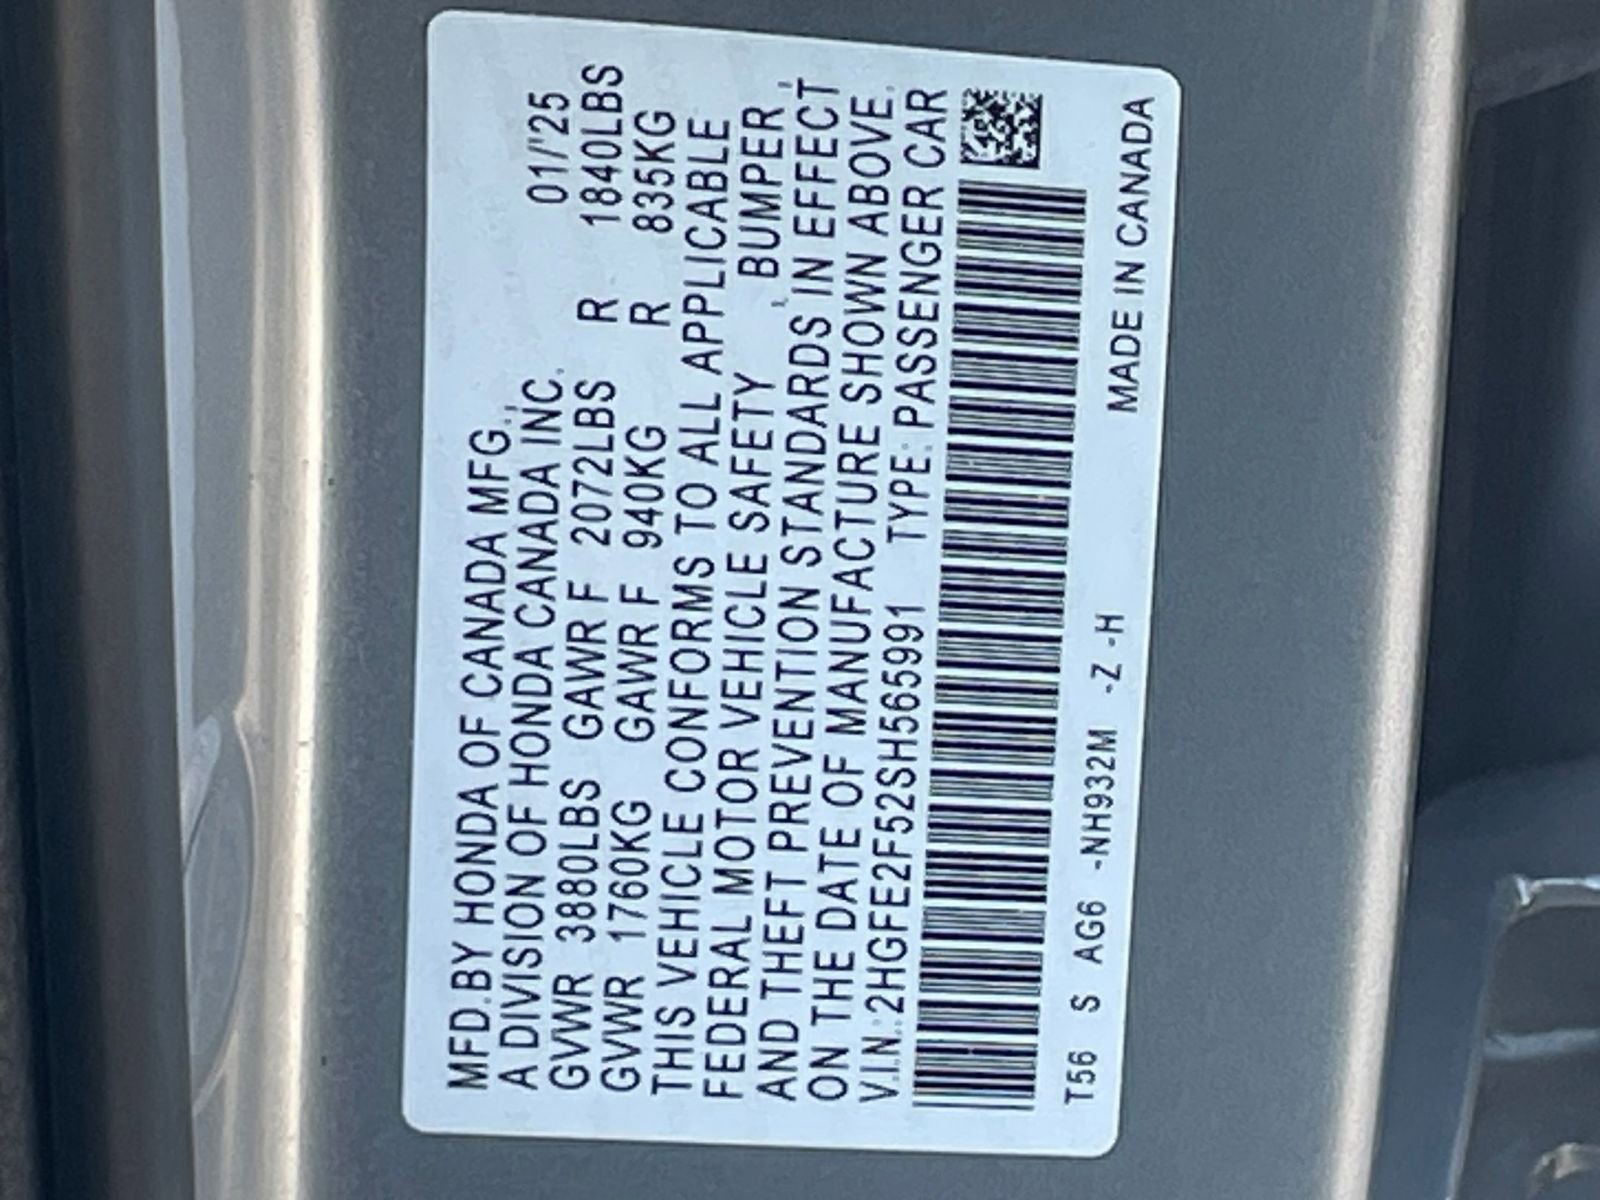 MFD.BY HONDA OF CANADA MFG.,
A DIVISION OF HONDA CANADA INC. 01/'25
GVWR 3880LBS GAWR F 2072LBS R 1840LBS
GVWR 1760KG GAWR F 940KG R 835KG
THIS VEHICLE CONFORMS TO ALL APPLICABLE
FEDERAL MOTOR VEHICLE SAFETY , BUMPER ,
AND THEFT PREVENTION STANDARDS IN EFFECT
ON THE DATE OF MANUFACTURE SHOWN ABOVE.
V.I.N.:2HGFE2F52SH565991 TYPE: PASSENGER CAR
T56 S AG6 -NH932M -Z -H MADE IN CANADA